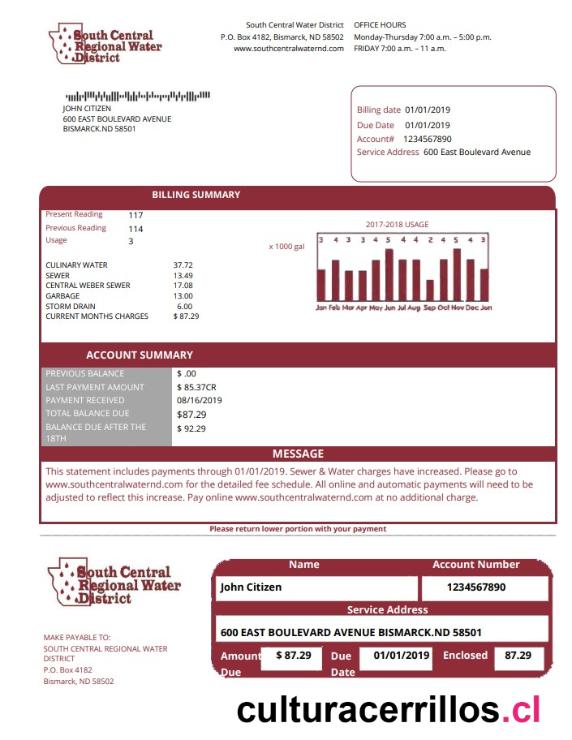 South Central
Regional Water
District
South Central Water District
P.O. Box 4182, Bismarck, ND 58502
www.southcentralwaternd.com
OFFICE HOURS
Monday-Thursday 7:00 a.m. – 5:00 p.m.
FRIDAY 7:00 a.m. – 11 a.m.
JOHN CITIZEN
600 EAST BOULEVARD AVENUE
BISMARCK.ND 58501
Billing date 01/01/2019
Due Date 01/01/2019
Account# 1234567890
Service Address 600 East Boulevard Avenue
BILLING SUMMARY
Present Reading 117
Previous Reading 114
Usage 3
CULINARY WATER 37.72
SEWER 13.49
CENTRAL WEBER SEWER 17.08
GARBAGE 13.00
STORM DRAIN 6.00
CURRENT MONTHS CHARGES $ 87.29
2017-2018 USAGE
x 1000 gal
3 4 3 3 4 5 4 4 2 4 5 4 3
Jan Feb Mar Apr May Jun Jul Aug Sep Oct Nov Dec Jan
ACCOUNT SUMMARY
PREVIOUS BALANCE $ .00
LAST PAYMENT AMOUNT $ 85.37CR
PAYMENT RECEIVED 08/16/2019
TOTAL BALANCE DUE $87.29
BALANCE DUE AFTER THE 18TH $ 92.29
MESSAGE
This statement includes payments through 01/01/2019. Sewer & Water charges have increased. Please go to
www.southcentralwaternd.com for the detailed fee schedule. All online and automatic payments will need to be
adjusted to reflect this increase. Pay online www.southcentralwaternd.com at no additional charge.
Please return lower portion with your payment
South Central
Regional Water
District
MAKE PAYABLE TO:
SOUTH CENTRAL REGIONAL WATER
DISTRICT
P.O. Box 4182
Bismarck, ND 58502
Name Account Number
John Citizen 1234567890
Service Address
600 EAST BOULEVARD AVENUE BISMARCK.ND 58501
Amount Due $ 87.29 Due Date 01/01/2019 Enclosed 87.29
culturacerrillos.cl